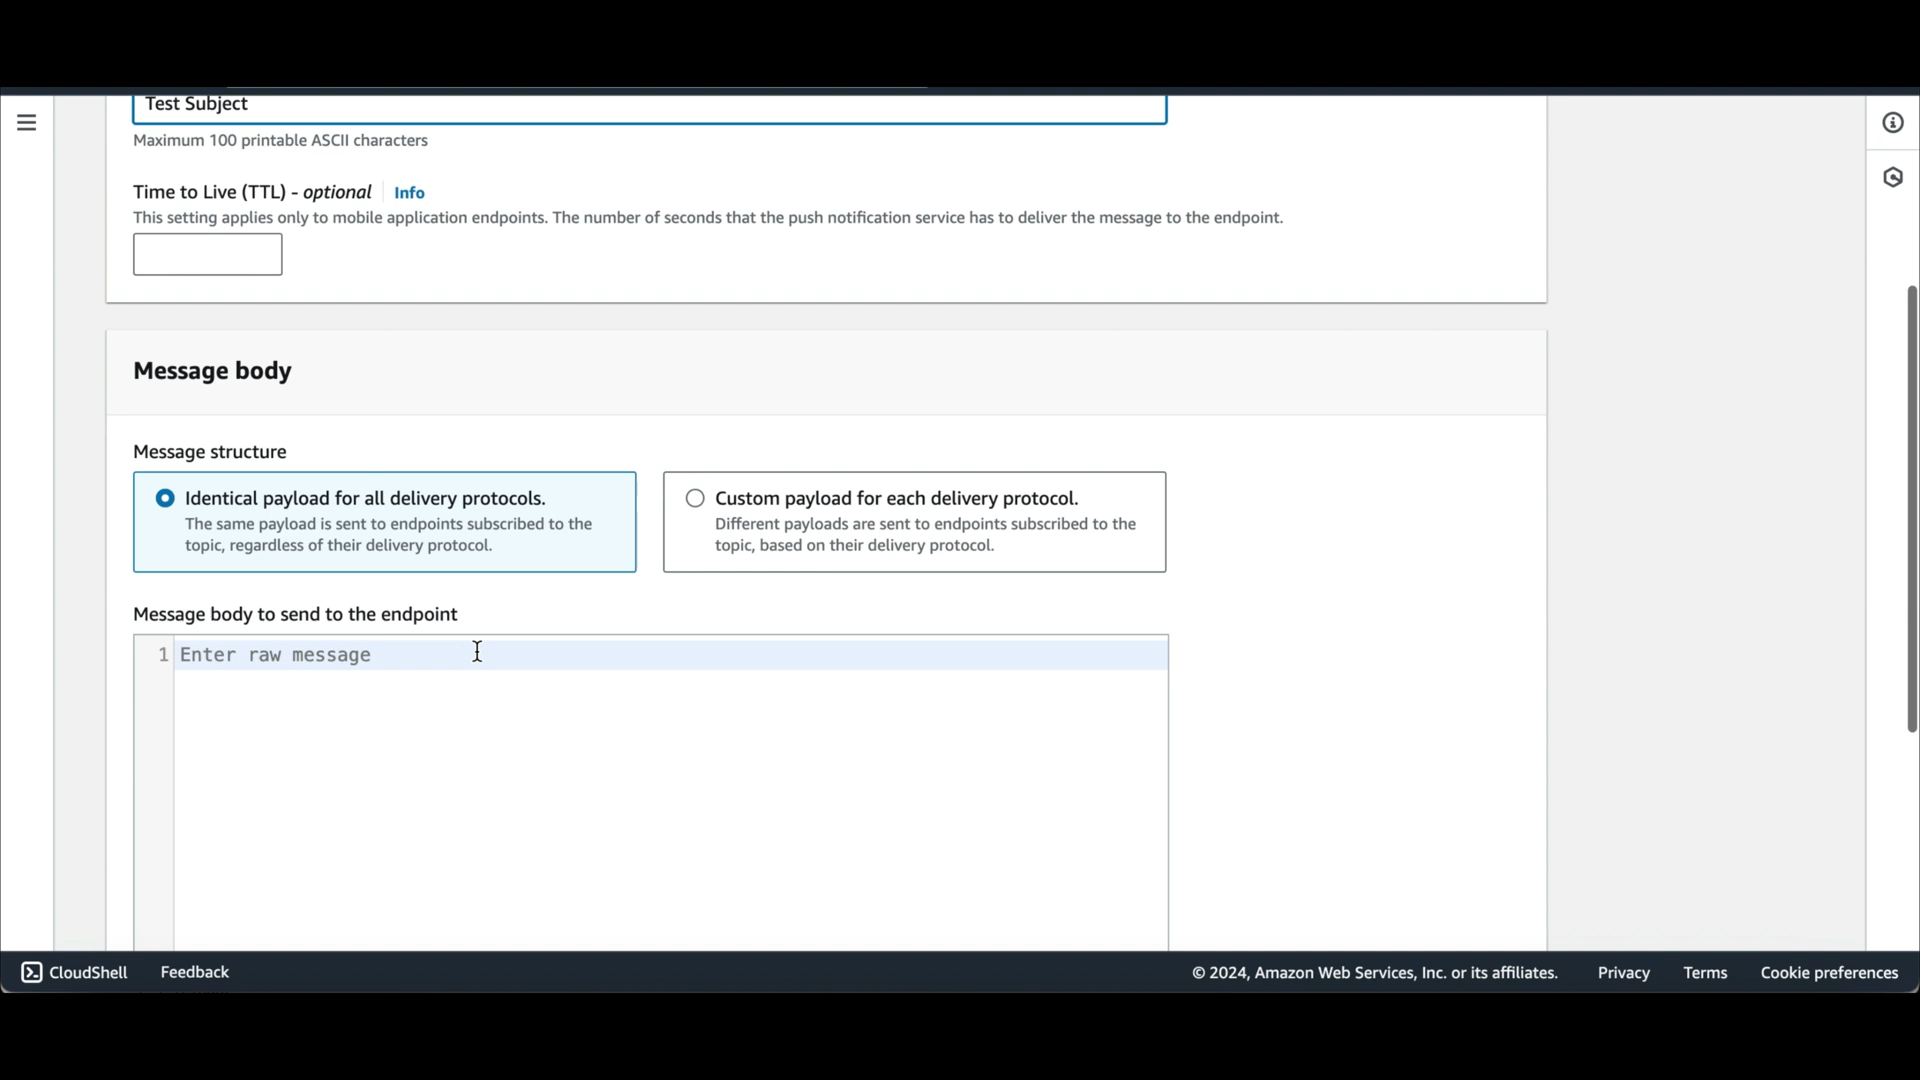 Test Subject
Maximum 100 printable ASCII characters
Time to Live (TTL) - optional Info
This setting applies only to mobile application endpoints. The number of seconds that the push notification service has to deliver the message to the endpoint.
Message body
Message structure
Identical payload for all delivery protocols.
The same payload is sent to endpoints subscribed to the
topic, regardless of their delivery protocol.
Custom payload for each delivery protocol.
Different payloads are sent to endpoints subscribed to the
topic, based on their delivery protocol.
Message body to send to the endpoint
1 Enter raw message
CloudShell Feedback © 2024, Amazon Web Services, Inc. or its affiliates. Privacy Terms Cookie preferences